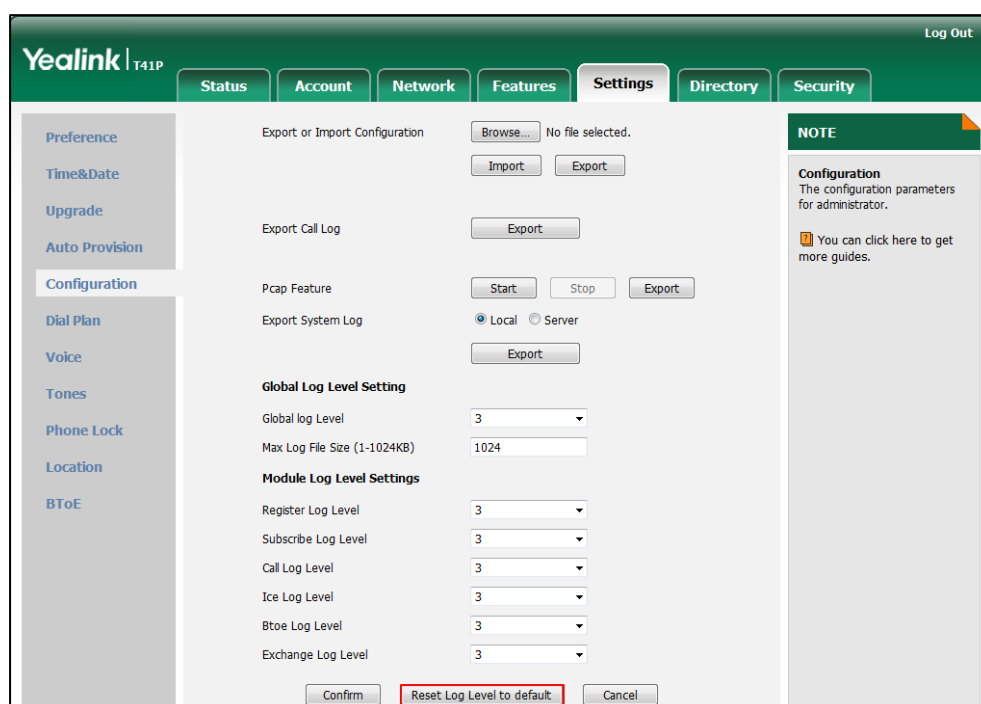 Log Out
Yealink | T41P
Status Account Network Features Settings Directory Security
Preference
Time&Date
Upgrade
Auto Provision
Configuration
Dial Plan
Voice
Tones
Phone Lock
Location
BToE
Export or Import Configuration Browse... No file selected.
Import Export
Export Call Log Export
Pcap Feature Start Stop Export
Export System Log Local Server
Export
Global Log Level Setting
Global log Level 3
Max Log File Size (1-1024KB) 1024
Module Log Level Settings
Register Log Level 3
Subscribe Log Level 3
Call Log Level 3
Ice Log Level 3
Btoe Log Level 3
Exchange Log Level 3
Confirm Reset Log Level to default Cancel
NOTE
Configuration
The configuration parameters
for administrator.
? You can click here to get
more guides.